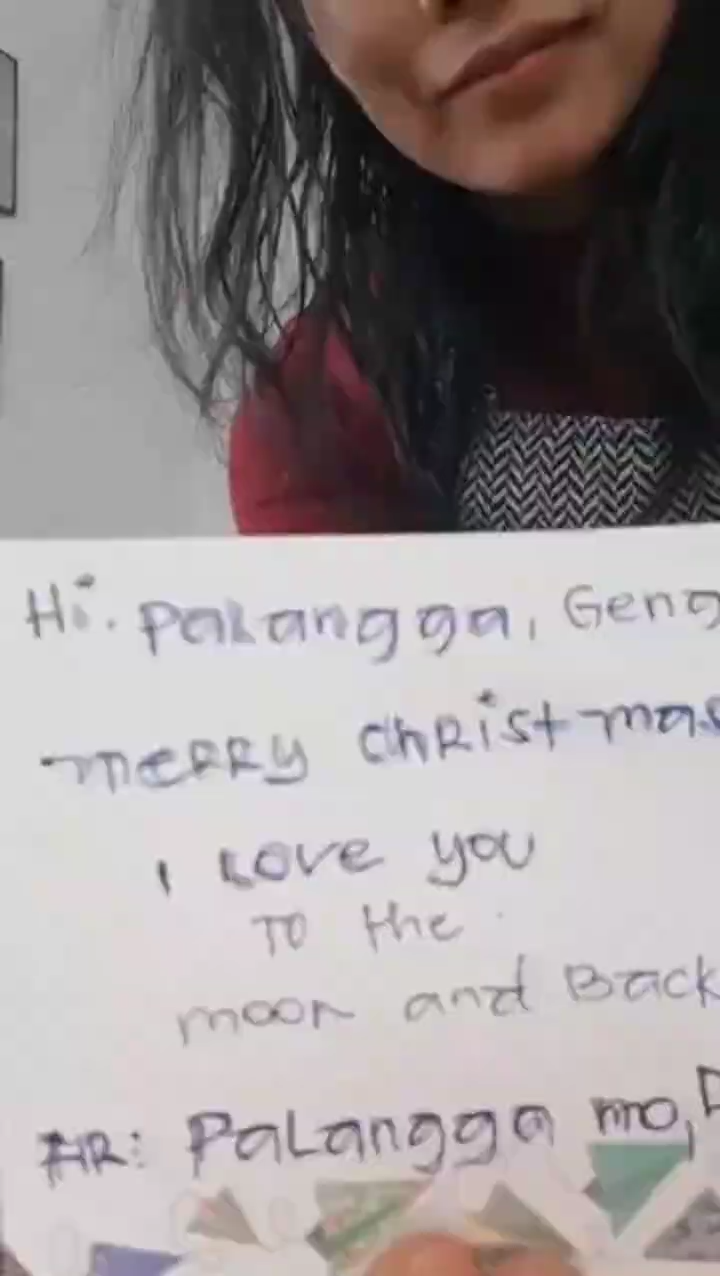 Hi. Palangga, Geng
merry christmas
I Love you
To the
moon and Back
FR: Palangga mo,